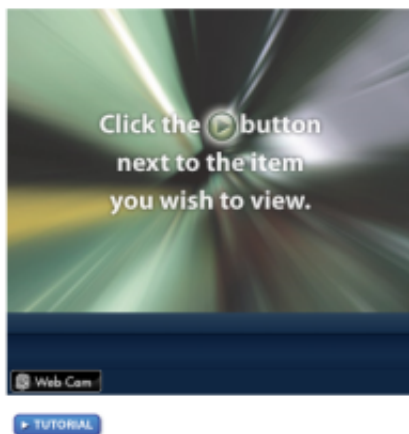 Click the button
next to the item
you wish to view.
Web Cam
TUTORIAL